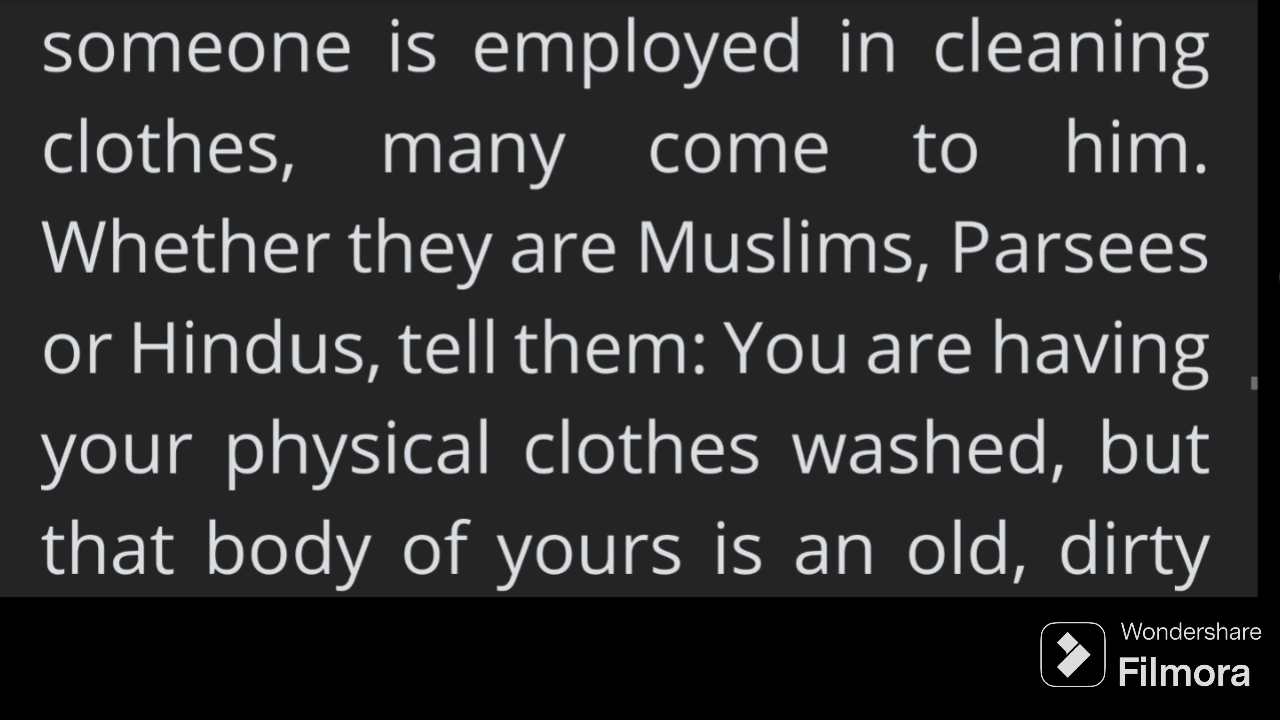 someone is employed in cleaning
clothes, many come to him.
Whether they are Muslims, Parsees
or Hindus, tell them: You are having
your physical clothes washed, but
that body of yours is an old, dirty
Wondershare
Filmora